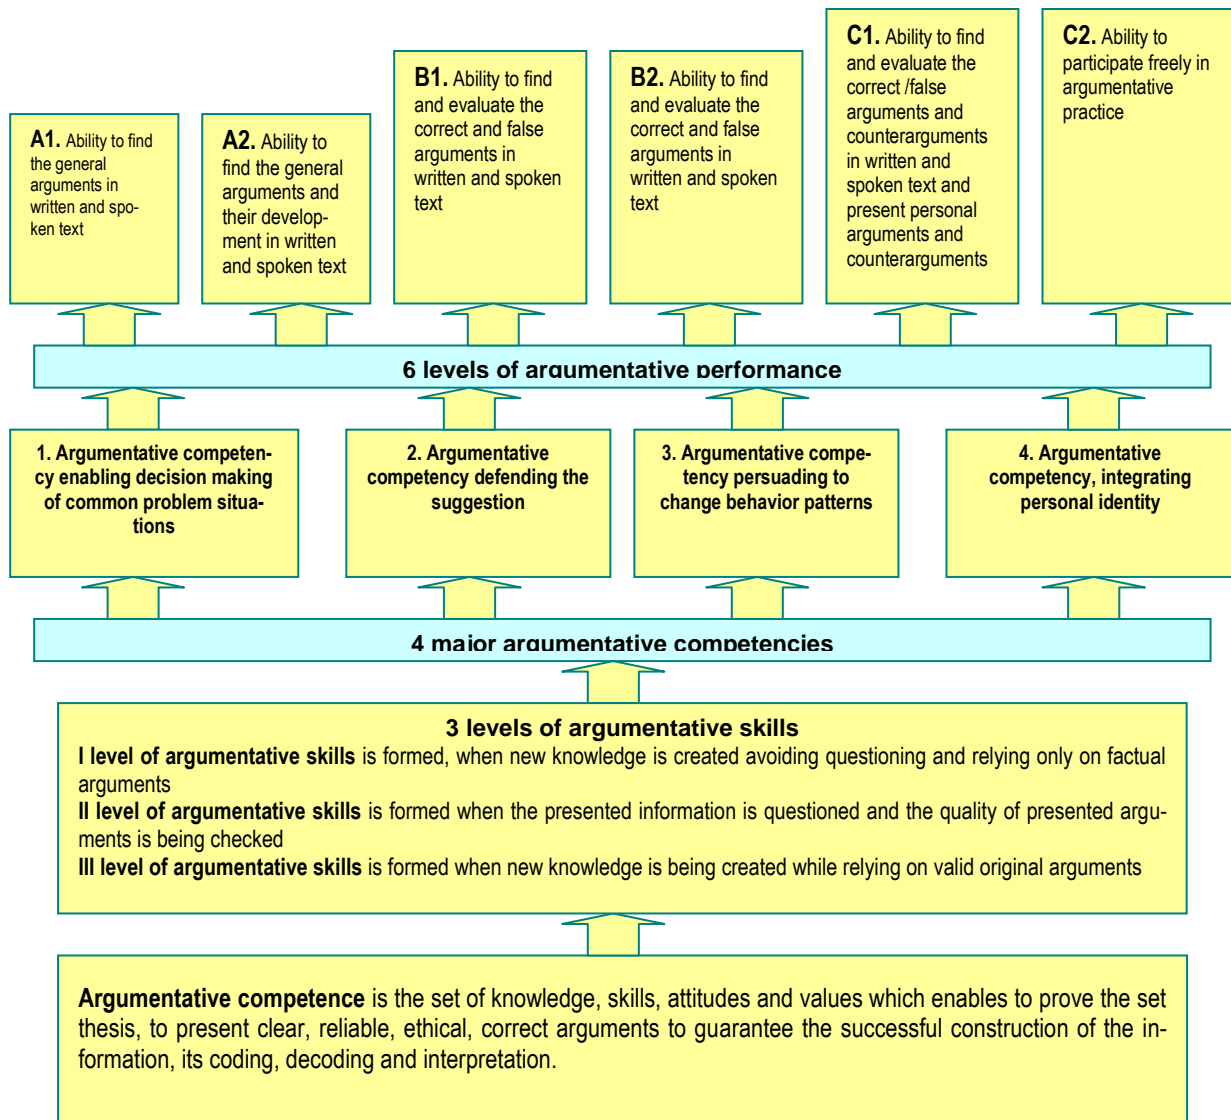 A1. Ability to find
the general
arguments in
written and spo-
ken text
A2. Ability to
find the general
arguments and
their develop-
ment in written
and spoken text
B1. Ability to find
and evaluate the
correct and false
arguments in
written and spoken
text
B2. Ability to find
and evaluate the
correct and false
arguments in
written and spoken
text
C1. Ability to find
and evaluate the
correct /false
arguments and
counterarguments
in written and
spoken text and
present personal
arguments and
counterarguments
C2. Ability to
participate freely in
argumentative
practice
6 levels of argumentative performance
1. Argumentative competen-
cy enabling decision making
of common problem situa-
tions
2. Argumentative
competency defending the
suggestion
3. Argumentative compe-
tency persuading to
change behavior patterns
4. Argumentative
competency, integrating
personal identity
4 major argumentative competencies
3 levels of argumentative skills
I level of argumentative skills is formed, when new knowledge is created avoiding questioning and relying only on factual
arguments
II level of argumentative skills is formed when the presented information is questioned and the quality of presented argu-
ments is being checked
III level of argumentative skills is formed when new knowledge is being created while relying on valid original arguments
Argumentative competence is the set of knowledge, skills, attitudes and values which enables to prove the set
thesis, to present clear, reliable, ethical, correct arguments to guarantee the successful construction of the in-
formation, its coding, decoding and interpretation.